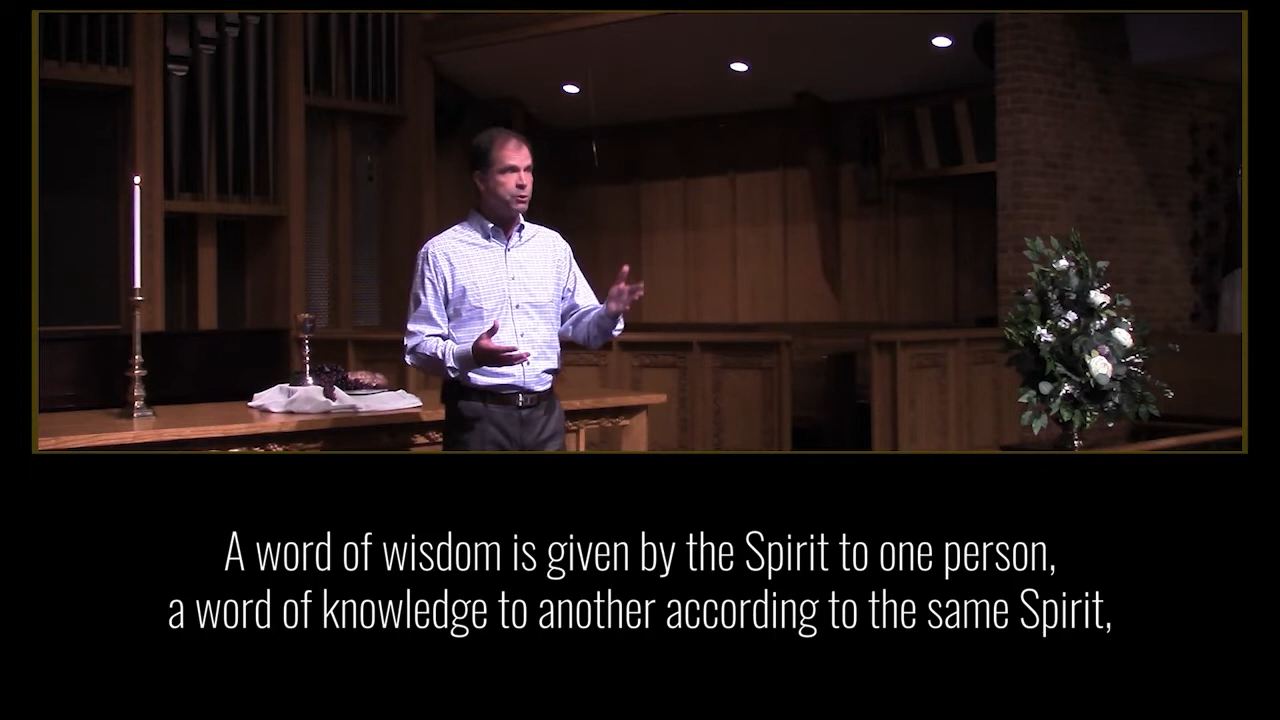 A word of wisdom is given by the Spirit to one person,
a word of knowledge to another according to the same Spirit,